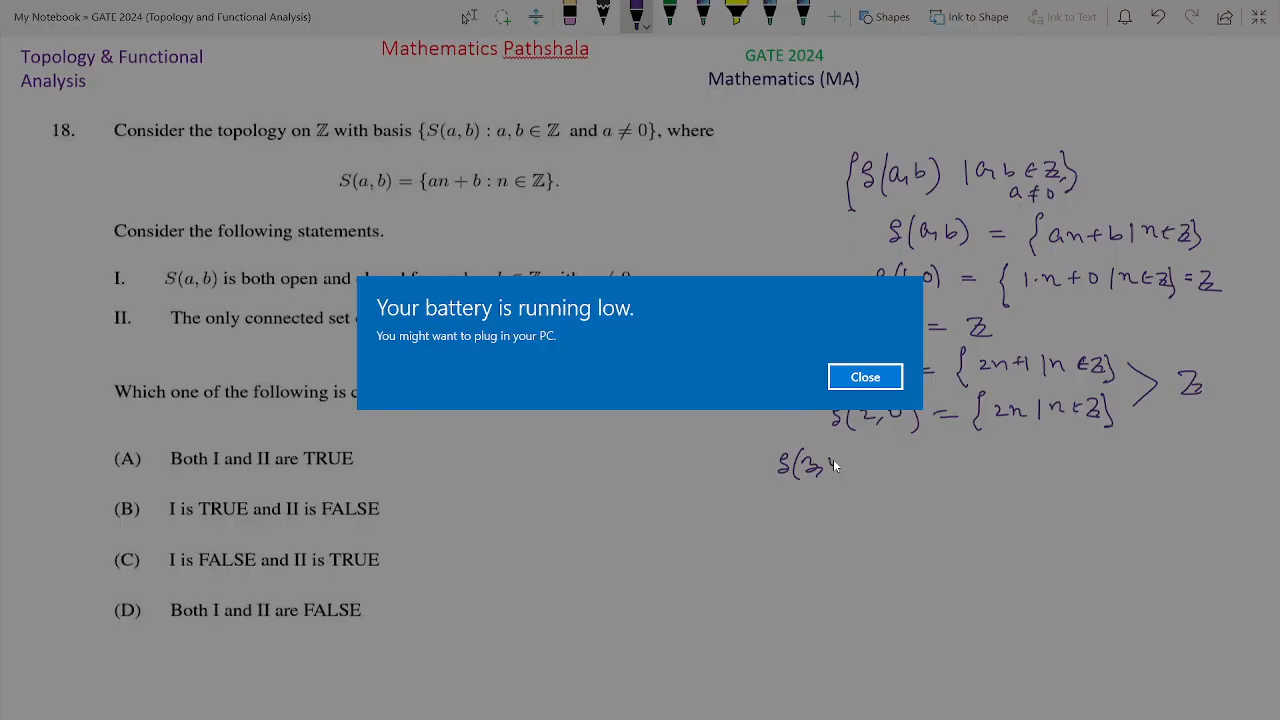 My Notebook » GATE 2024 (Topology and Functional Analysis)
Shapes
Ink to Shape
Ink to Text
Topology & Functional
Analysis
Mathematics Pathshala
GATE 2024
Mathematics (MA)
18. Consider the topology on ℤ with basis {S(a, b) : a, b ∈ ℤ and a ≠ 0}, where
S(a, b) = {an + b : n ∈ ℤ}.
Consider the following statements.
I. S(a, b) is both open and
II. The only connected set
Which one of the following is
(A) Both I and II are TRUE
(B) I is TRUE and II is FALSE
(C) I is FALSE and II is TRUE
(D) Both I and II are FALSE
{S(a, b) | a, b ∈ ℤ, a ≠ 0}
S(a, b) = {an + b | n ∈ ℤ}
0) = {1·n + 0 | n ∈ ℤ} = ℤ
= ℤ
= {2n+1 | n ∈ ℤ}
S(2, 0) = {2n | n ∈ ℤ} > ℤ
S(3,
Your battery is running low.
You might want to plug in your PC.
Close